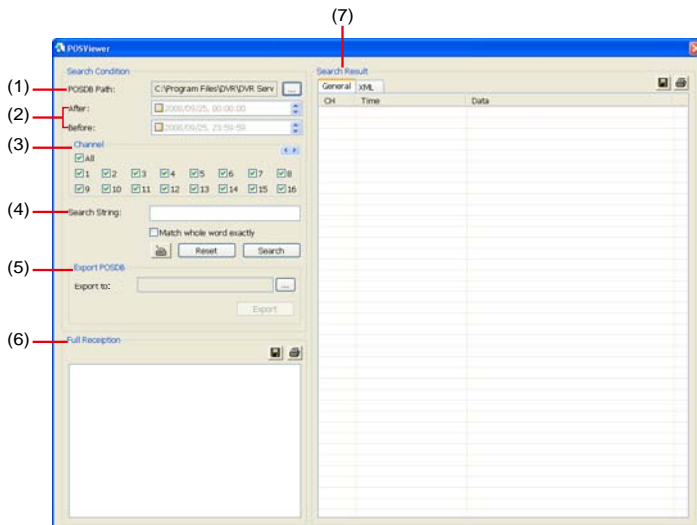 (7)
POSViewer
Search Condition
Search Result
(1)
POSDB Path:
C:\Program Files\DVR\DVR Serv
...
General
XML
(2)
After:
2008/09/25, 00:00:00
CH
Time
Data
Before:
2008/09/25, 23:59:59
(3)
Channel
All
1 2 3 4 5 6 7 8
9 10 11 12 13 14 15 16
(4)
Search String:
Match whole word exactly
Reset
Search
(5)
Export POSDB
Export to:
...
Export
(6)
Full Receiption